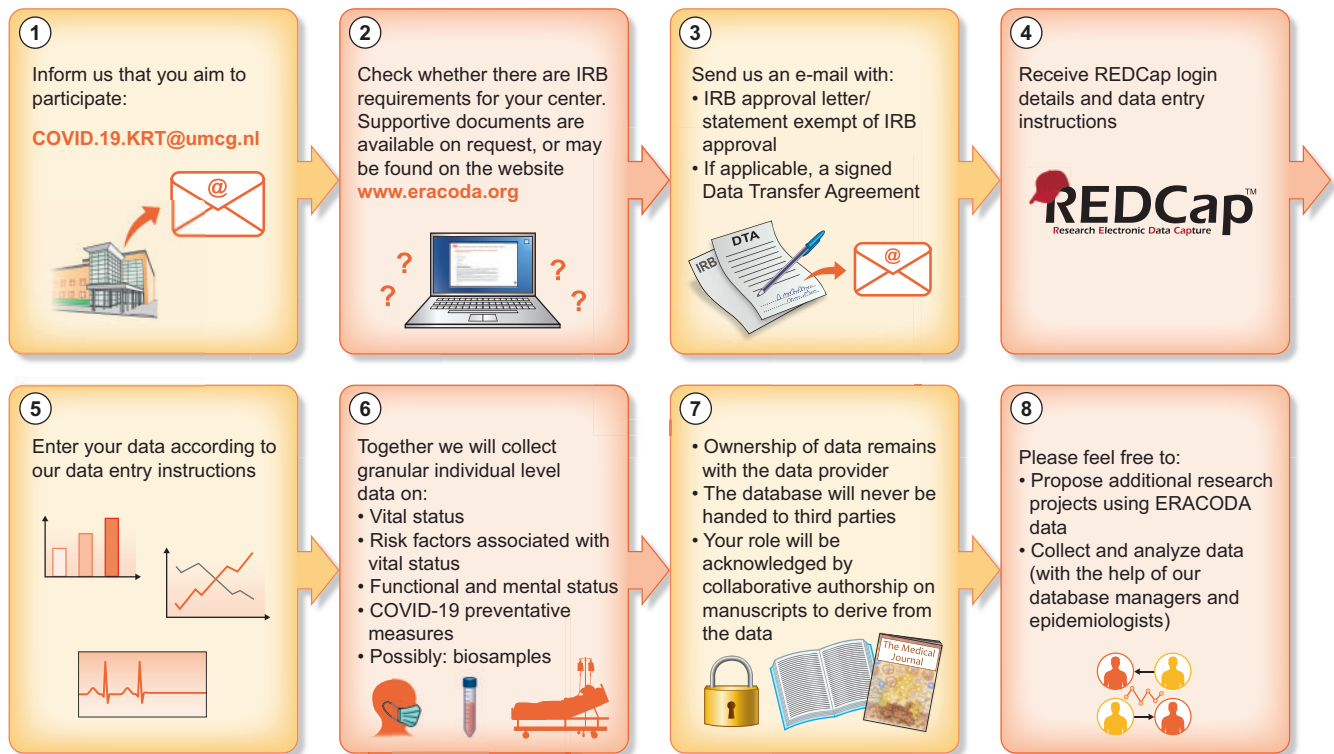 1
Inform us that you aim to
participate:
COVID.19.KRT@umcg.nl
@
2
Check whether there are IRB
requirements for your center.
Supportive documents are
available on request, or may
be found on the website
www.eracoda.org
?
?
?
?
3
Send us an e-mail with:
• IRB approval letter/
statement exempt of IRB
approval
• If applicable, a signed
Data Transfer Agreement
IRB
DTA
@
4
Receive REDCap login
details and data entry
instructions
REDCap™
Research Electronic Data Capture
5
Enter your data according to
our data entry instructions
6
Together we will collect
granular individual level
data on:
• Vital status
• Risk factors associated with
vital status
• Functional and mental status
• COVID-19 preventative
measures
• Possibly: biosamples
7
• Ownership of data remains
with the data provider
• The database will never be
handed to third parties
• Your role will be
acknowledged by
collaborative authorship on
manuscripts to derive from
the data
The Medical
Journal
8
Please feel free to:
• Propose additional research
projects using ERACODA
data
• Collect and analyze data
(with the help of our
database managers and
epidemiologists)